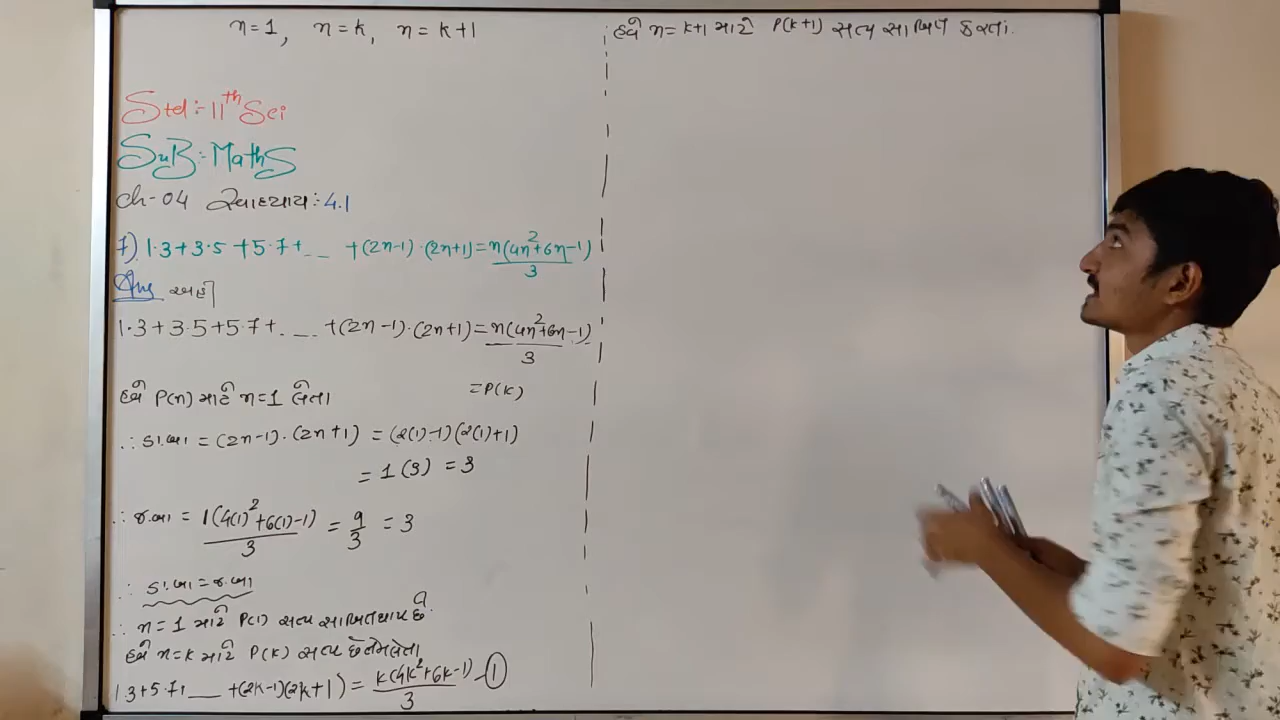 n=1, n=k, n=k+1
Std:-11th Sci
SuB:-MathS
ch-04 સ્વાધ્યાય:-4.1
7). 1·3+3·5+5·7+... +(2n-1)·(2n+1)=n(4n²+6n-1)/3
Ans અહીં
1·3+3·5+5·7+.... +(2n-1)·(2n+1)=n(4n²+6n-1)/3
=P(k)
હવે P(n) માટે n=1 લેતા
∴ ડા.બા = (2n-1)·(2n+1) = (2(1)-1)(2(1)+1)
= 1(3) = 3
∴ જ.બા = 1(4(1)²+6(1)-1)/3 = 9/3 = 3
∴ ડા.બા = જ.બા
∴ n=1 માટે P(1) સત્ય સાબિત થાય છે.
હવે n=k માટે P(k) સત્ય છે તેમ લેતા
1·3+5·7+.... +(2k-1)(2k+1) = k(4k²+6k-1)/3 -①
હવે n=k+1 માટે P(k+1) સત્ય સાબિત કરતા.